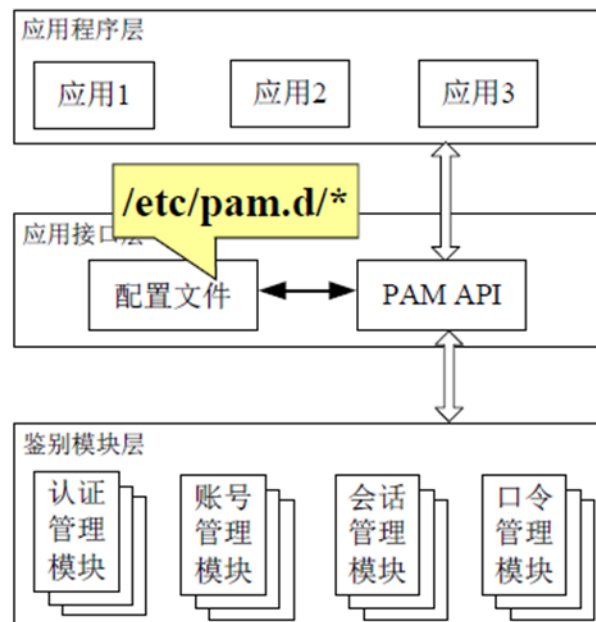 应用程序层
应用1
应用2
应用3
/etc/pam.d/*
应用接口层
配置文件
PAM API
鉴别模块层
认证
管理
模块
账号
管理
模块
会话
管理
模块
口令
管理
模块